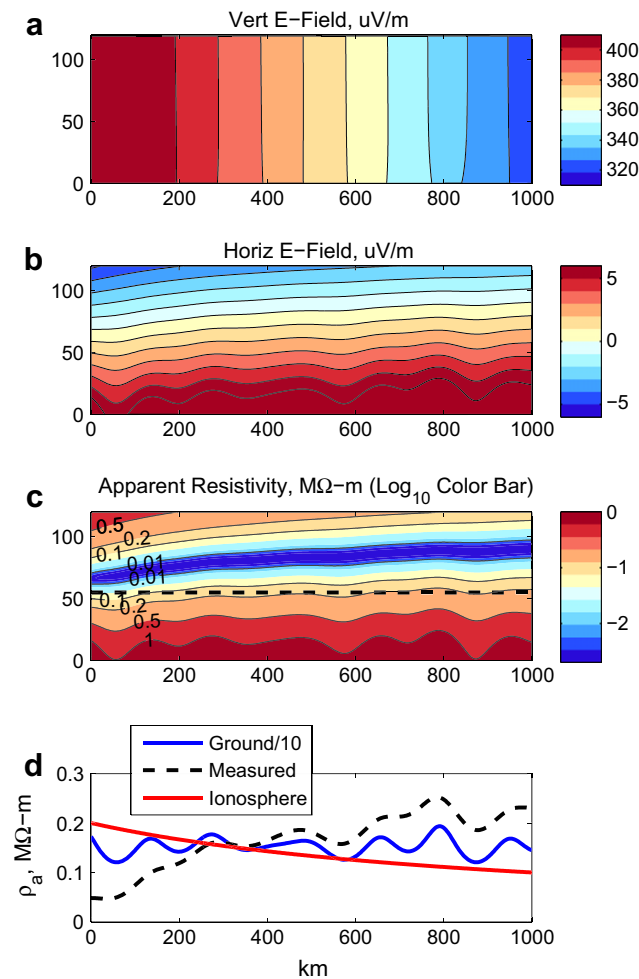 a
Vert E−Field, uV/m
100
50
0
0 200 400 600 800 1000
400
380
360
340
320
b
Horiz E−Field, uV/m
100
50
0
0 200 400 600 800 1000
5
0
−5
c
Apparent Resistivity, MΩ−m (Log10 Color Bar)
100
50
0
0.5 0.2
0.1
0.01
0.01
0.1
0.2
0.5
1
0 200 400 600 800 1000
0
−1
−2
d
Ground/10
Measured
Ionosphere
0.3
0.2
0.1
0
ρa, MΩ−m
0 200 400 600 800 1000
km